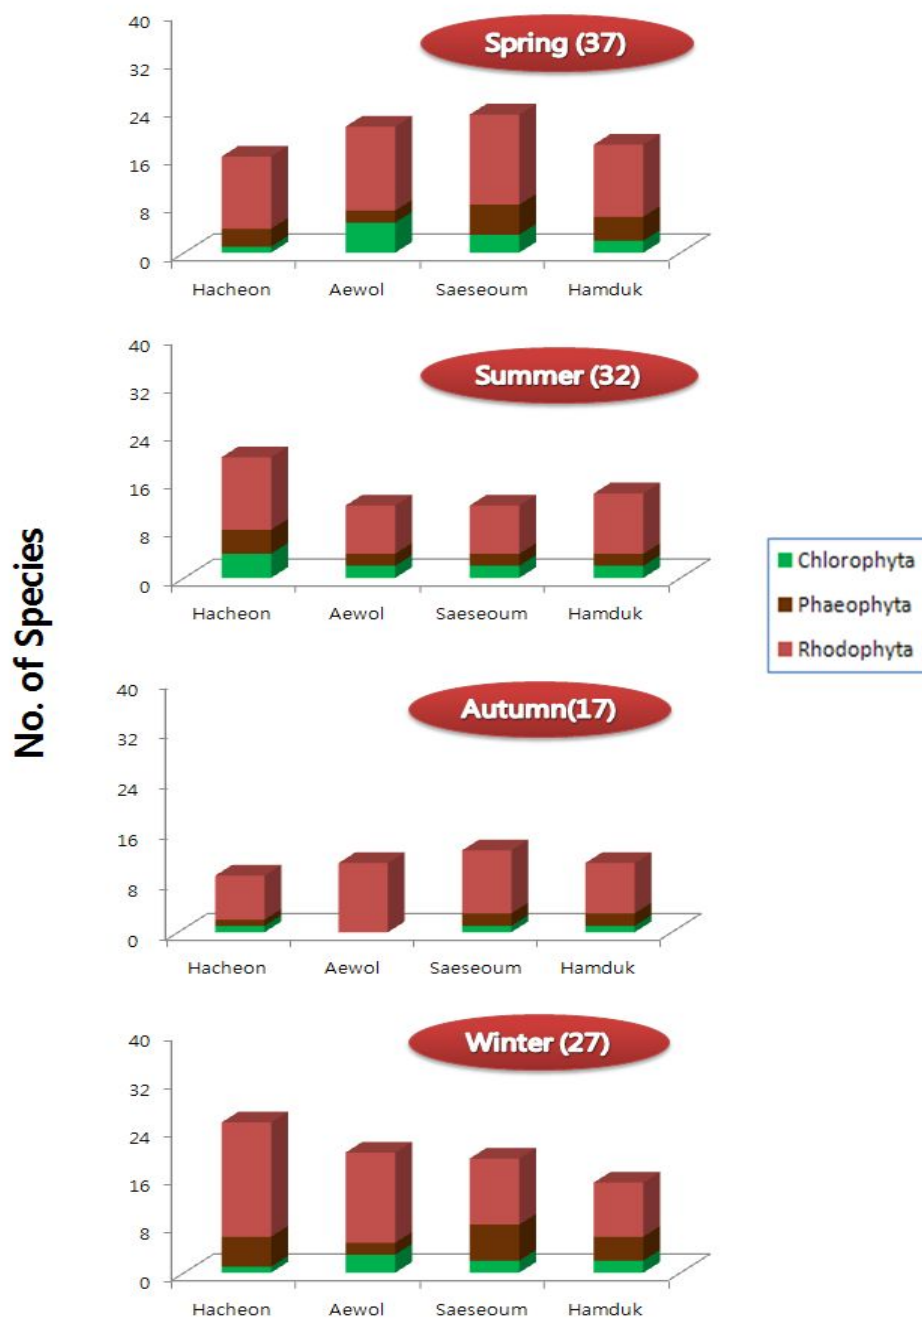 No. of Species
Spring (37)
40
32
24
16
8
0
Hacheon Aewol Saeseoum Hamduk
Summer (32)
40
32
24
16
8
0
Hacheon Aewol Saeseoum Hamduk
Chlorophyta
Phaeophyta
Rhodophyta
Autumn(17)
40
32
24
16
8
0
Hacheon Aewol Saeseoum Hamduk
Winter (27)
40
32
24
16
8
0
Hacheon Aewol Saeseoum Hamduk